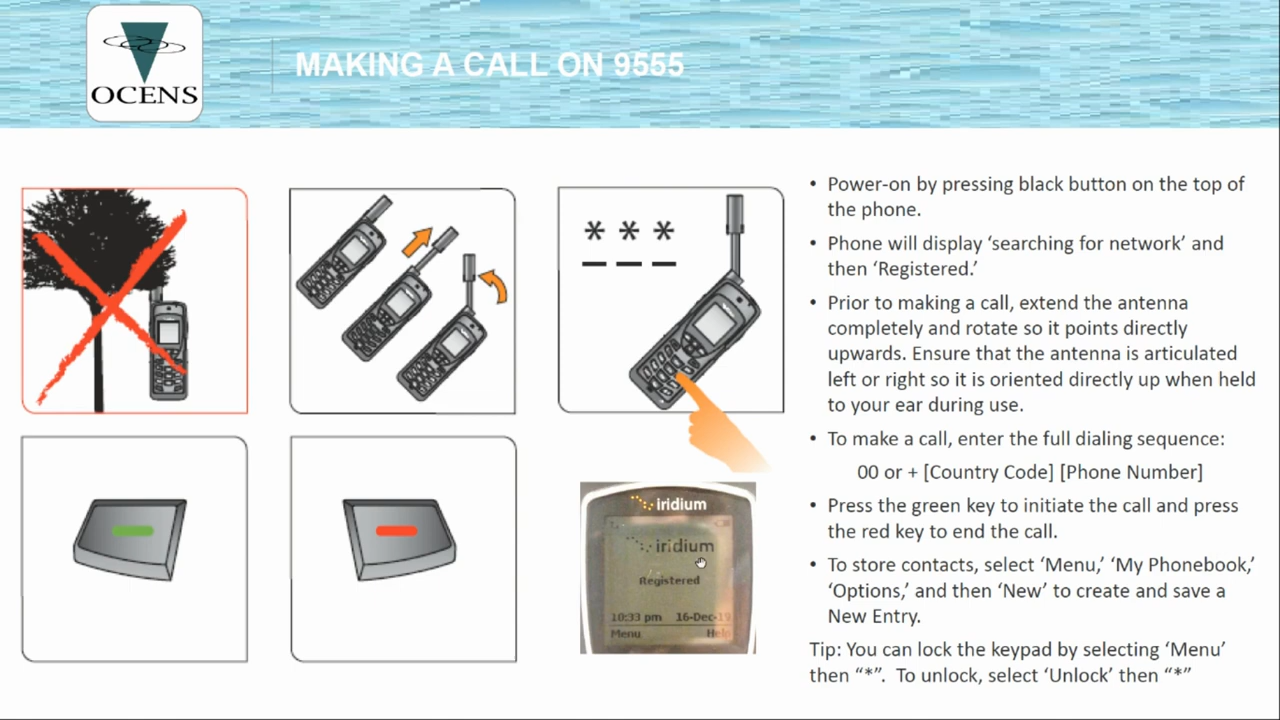 OCENS
MAKING A CALL ON 9555
* * *
• Power-on by pressing black button on the top of
the phone.
• Phone will display ‘searching for network’ and
then ‘Registered.’
• Prior to making a call, extend the antenna
completely and rotate so it points directly
upwards. Ensure that the antenna is articulated
left or right so it is oriented directly up when held
to your ear during use.
• To make a call, enter the full dialing sequence:
00 or + [Country Code] [Phone Number]
• Press the green key to initiate the call and press
the red key to end the call.
• To store contacts, select ‘Menu,’ ‘My Phonebook,’
‘Options,’ and then ‘New’ to create and save a
New Entry.
Tip: You can lock the keypad by selecting ‘Menu’
then “*”.  To unlock, select ‘Unlock’ then “*”
iridium
iridium
Registered
10:33 pm 16-Dec-19
Menu Help